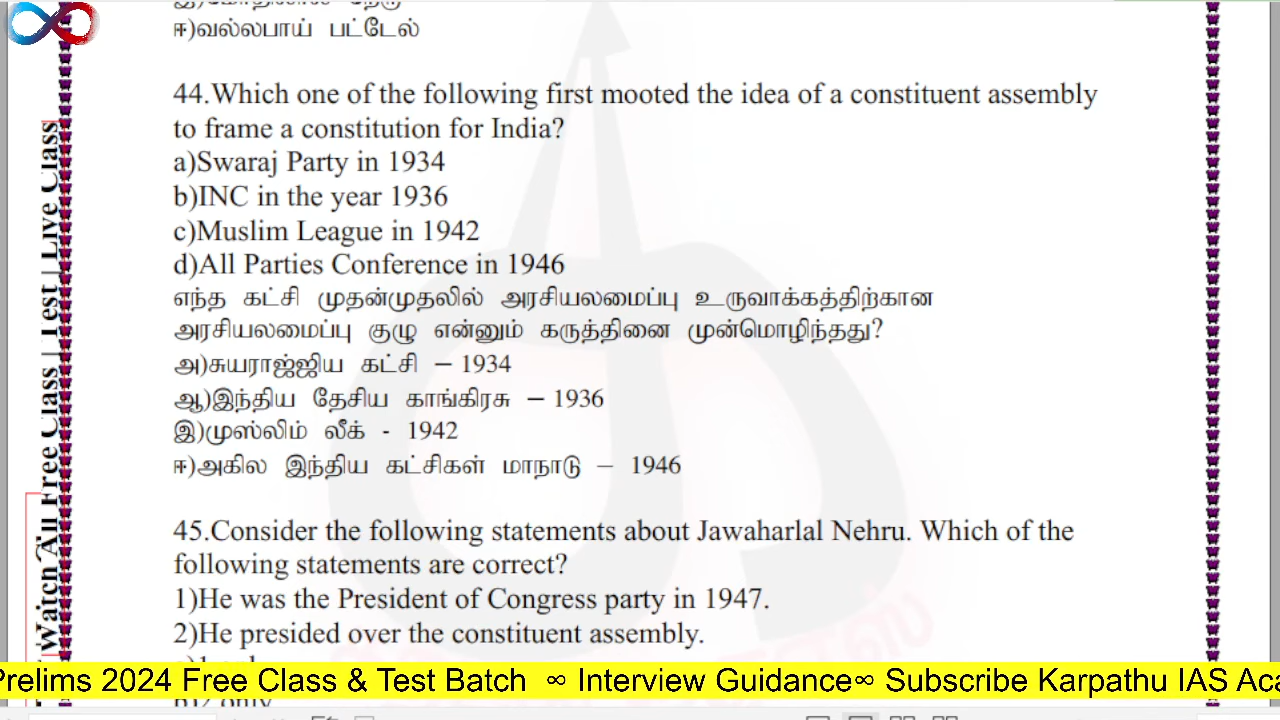 ஈ)வல்லபாய் பட்டேல்
44.Which one of the following first mooted the idea of a constituent assembly
to frame a constitution for India?
a)Swaraj Party in 1934
b)INC in the year 1936
c)Muslim League in 1942
d)All Parties Conference in 1946
எந்த கட்சி முதன்முதலில் அரசியலமைப்பு உருவாக்கத்திற்கான
அரசியலமைப்பு குழு என்னும் கருத்தினை முன்மொழிந்தது?
அ)சுயராஜ்ஜிய கட்சி – 1934
ஆ)இந்திய தேசிய காங்கிரசு – 1936
இ)முஸ்லிம் லீக் - 1942
ஈ)அகில இந்திய கட்சிகள் மாநாடு – 1946
45.Consider the following statements about Jawaharlal Nehru. Which of the
following statements are correct?
1)He was the President of Congress party in 1947.
2)He presided over the constituent assembly.
Prelims 2024 Free Class & Test Batch ∞ Interview Guidance∞ Subscribe Karpathu IAS
Watch All Free Class | Test | Live Class